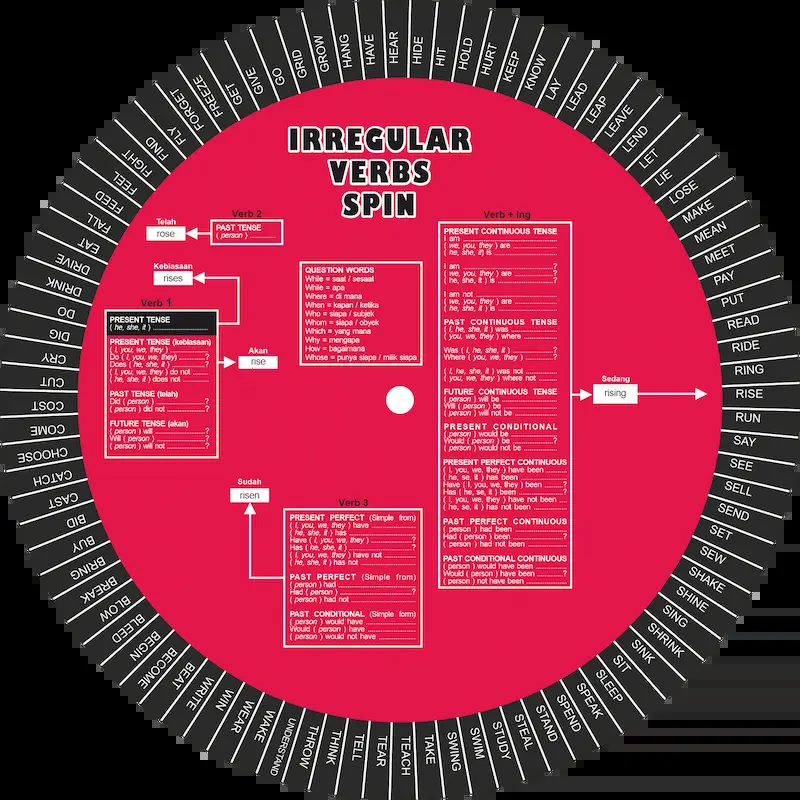 IRREGULAR
VERBS
SPIN
Verb 2
Telah
rose
PAST TENSE
( person ) ..........
Kebiasaan
rises
Verb 1
PRESENT TENSE
( he, she, it ) ....................
PRESENT TENSE (kebiasaan)
( I, you, we, they ) ..............
Do ( I, you, we, they) ...........?
Does ( he, she, it ) ..............?
( I, you, we, they ) do not .......
( he, she, it ) does not ..........
PAST TENSE (telah)
Did ( person ) ....................?
( person ) did not ................
FUTURE TENSE (akan)
( person ) will ....................
Will ( person ) ...................?
( person ) will not ...............
Akan
rise
QUESTION WORDS
While = saat / sesaat
While = apa
Where = di mana
When = kapan / ketika
Who = siapa / subjek
Whom = siapa / obyek
Which = yang mana
Why = mengapa
How = bagaimana
Whose = punya siapa / milik siapa
Verb + Ing
PRESENT CONTINUOUS TENSE
I am ..............................
( we, you, they ) are ..............
( he, she, it) is ..................
I am ..............................?
( we, you, they ) are .............?
( he, she, it ) is .................?
I am not ..........................
( we, you, they ) are ..............
( he, she, it ) is .................
PAST CONTINUOUS TENSE
( I, he, she, it ) was .............
( we, you, they ) where ............
Was ( I, he, she, it ) .............?
Where ( you, we, they ) ...........?
( I, he, she, it ) was not .........
( you, we, they ) where not ........
FUTURE CONTINUOUS TENSE
( person ) will be .................
Will ( person ) be ................?
( person ) will not be .............
PRESENT CONDITIONAL
( person ) would be ................
Would ( person ) be ...............?
( person ) would not be ............
PRESENT PERFECT CONTINUOUS
( I, you, we, they ) have been .....
( he, se, it ) has been ............
Have ( I, you, we, they ) been .....?
Has ( he, se, it ) been ...........?
( I, you, we, they ) have not been ..
( he, se, it ) has not been ........
PAST PERFECT CONTINUOUS
( person ) had been ................
Had ( person ) been ...............?
( person ) had not been ............
PAST CONDITIONAL CONTINUOUS
( person ) would have been .........
Would ( person ) have been ........?
( person ) not have been ...........
Sedang
rising
Sudah
risen
Verb 3
PRESENT PERFECT (Simple from)
( I, you, we, they ) have ..........
( he, she, it ) has ................
Have ( I, you, we, they ) .........?
Has ( he, she, it ) ...............?
( I, you, we, they ) have not ......
( he, she, it ) has not ............
PAST PERFECT (Simple from)
( person ) had .....................
Had ( person ) ....................?
( person ) had not .................
PAST CONDITIONAL (Simple form)
( person ) would have ..............
Would ( person ) have ..............
( person ) would not have ..........
BEAT
BECOME
BEGIN
BLEED
BLOW
BREAK
BRING
BUY
BID
CAST
CATCH
CHOOSE
COME
COST
CUT
CRY
DIG
DO
DRINK
DRIVE
EAT
FALL
FEED
FEEL
FIGHT
FIND
FLY
FORGET
FREEZE
GET
GIVE
GO
GRID
GROW
HANG
HAVE
HEAR
HIDE
HIT
HOLD
HURT
KEEP
KNOW
LAY
LEAD
LEAP
LEAVE
LEND
LET
LIE
LOSE
MAKE
MEAN
MEET
PAY
PUT
READ
RIDE
RING
RISE
RUN
SAY
SEE
SELL
SEND
SET
SEW
SHAKE
SHINE
SING
SHRINK
SINK
SIT
SLEEP
SPEAK
SPEND
STAND
STEAL
STUDY
SWIM
SWING
TAKE
TEACH
TEAR
TELL
THINK
THROW
UNDERSTAND
WAKE
WEAR
WIN
WRITE